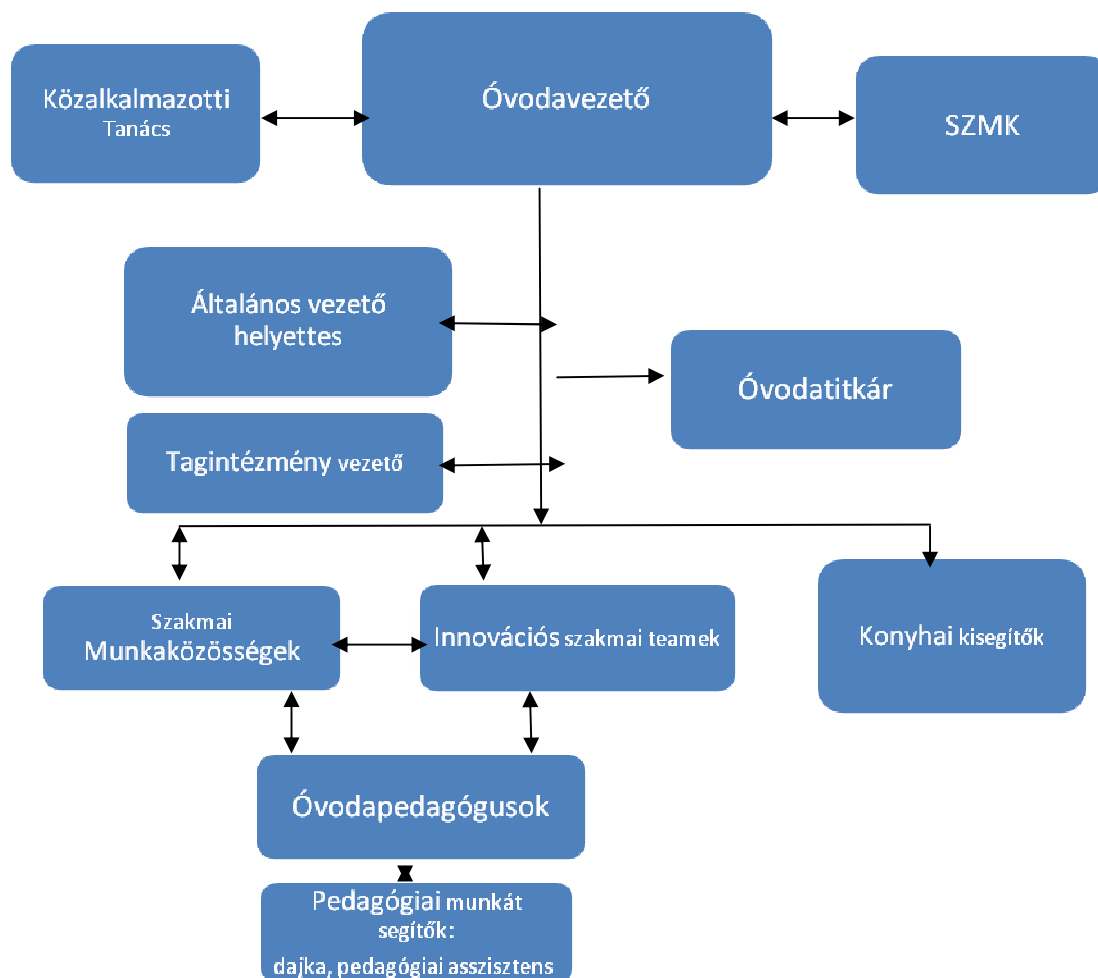 Óvodavezető
Közalkalmazotti
Tanács
SZMK
Általános vezető
helyettes
Óvodatitkár
Tagintézmény vezető
Szakmai
Munkaközösségek
Innovációs szakmai teamek
Konyhai kisegítők
Óvodapedagógusok
Pedagógiai munkát
segítők:
dajka, pedagógiai asszisztens